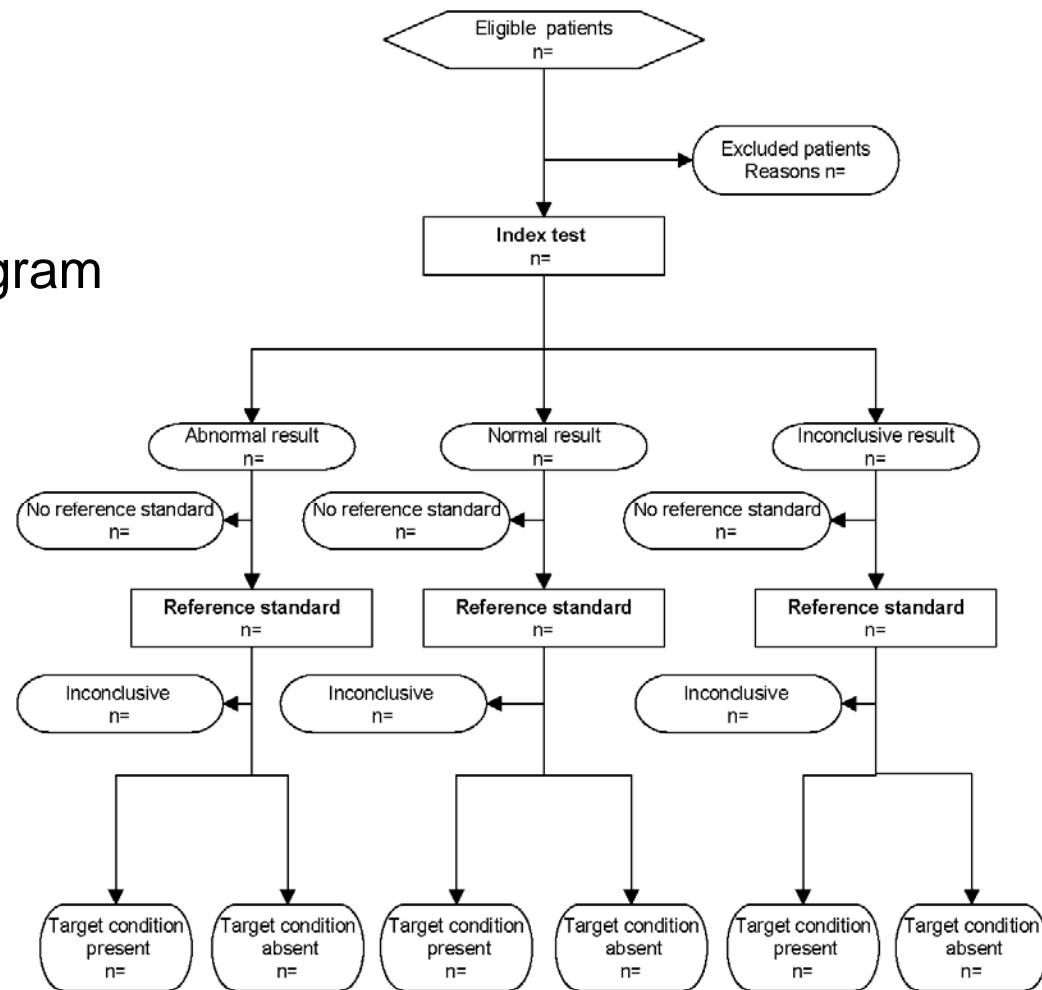 Eligible patients
n=
Excluded patients
Reasons n=
Index test
n=
gram
Abnormal result
n=
Normal result
n=
Inconclusive result
n=
No reference standard
n=
No reference standard
n=
No reference standard
n=
Reference standard
n=
Reference standard
n=
Reference standard
n=
Inconclusive
n=
Inconclusive
n=
Inconclusive
n=
Target condition
present
n=
Target condition
absent
n=
Target condition
present
n=
Target condition
absent
n=
Target condition
present
n=
Target condition
absent
n=